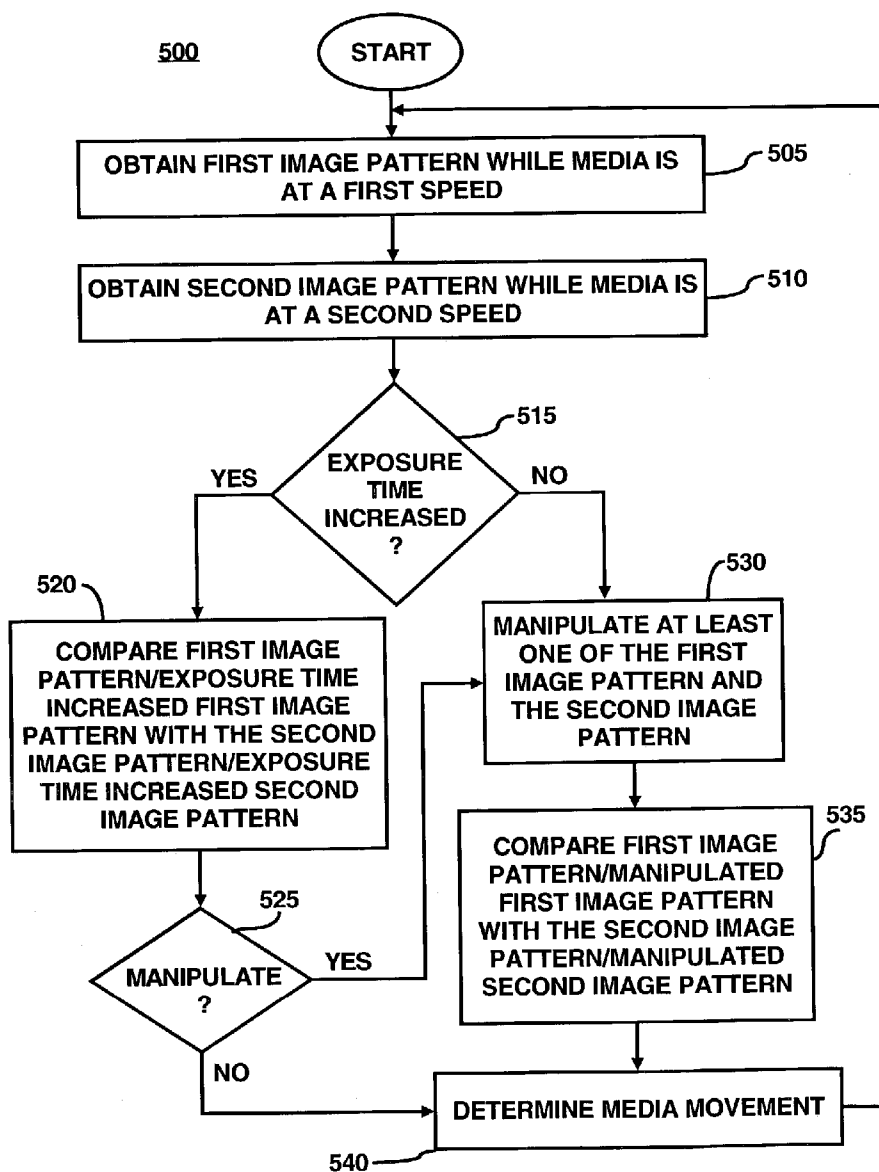 500
START
OBTAIN FIRST IMAGE PATTERN WHILE MEDIA IS
AT A FIRST SPEED
505
OBTAIN SECOND IMAGE PATTERN WHILE MEDIA IS
AT A SECOND SPEED
510
515
EXPOSURE
TIME
INCREASED
?
YES
NO
520
COMPARE FIRST IMAGE
PATTERN/EXPOSURE TIME
INCREASED FIRST IMAGE
PATTERN WITH THE SECOND
IMAGE PATTERN/EXPOSURE
TIME INCREASED SECOND
IMAGE PATTERN
530
MANIPULATE AT LEAST
ONE OF THE FIRST
IMAGE PATTERN AND
THE SECOND IMAGE
PATTERN
525
MANIPULATE
?
YES
NO
535
COMPARE FIRST IMAGE
PATTERN/MANIPULATED
FIRST IMAGE PATTERN
WITH THE SECOND IMAGE
PATTERN/MANIPULATED
SECOND IMAGE PATTERN
DETERMINE MEDIA MOVEMENT
540